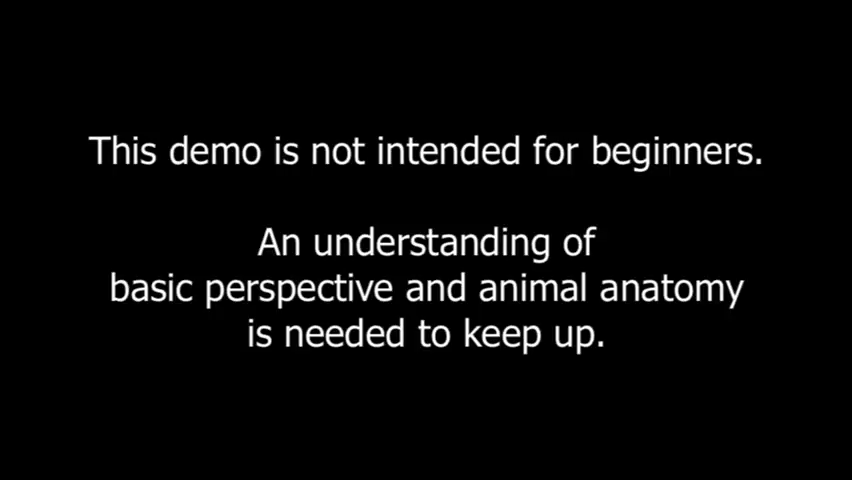 This demo is not intended for beginners.
An understanding of
basic perspective and animal anatomy
is needed to keep up.